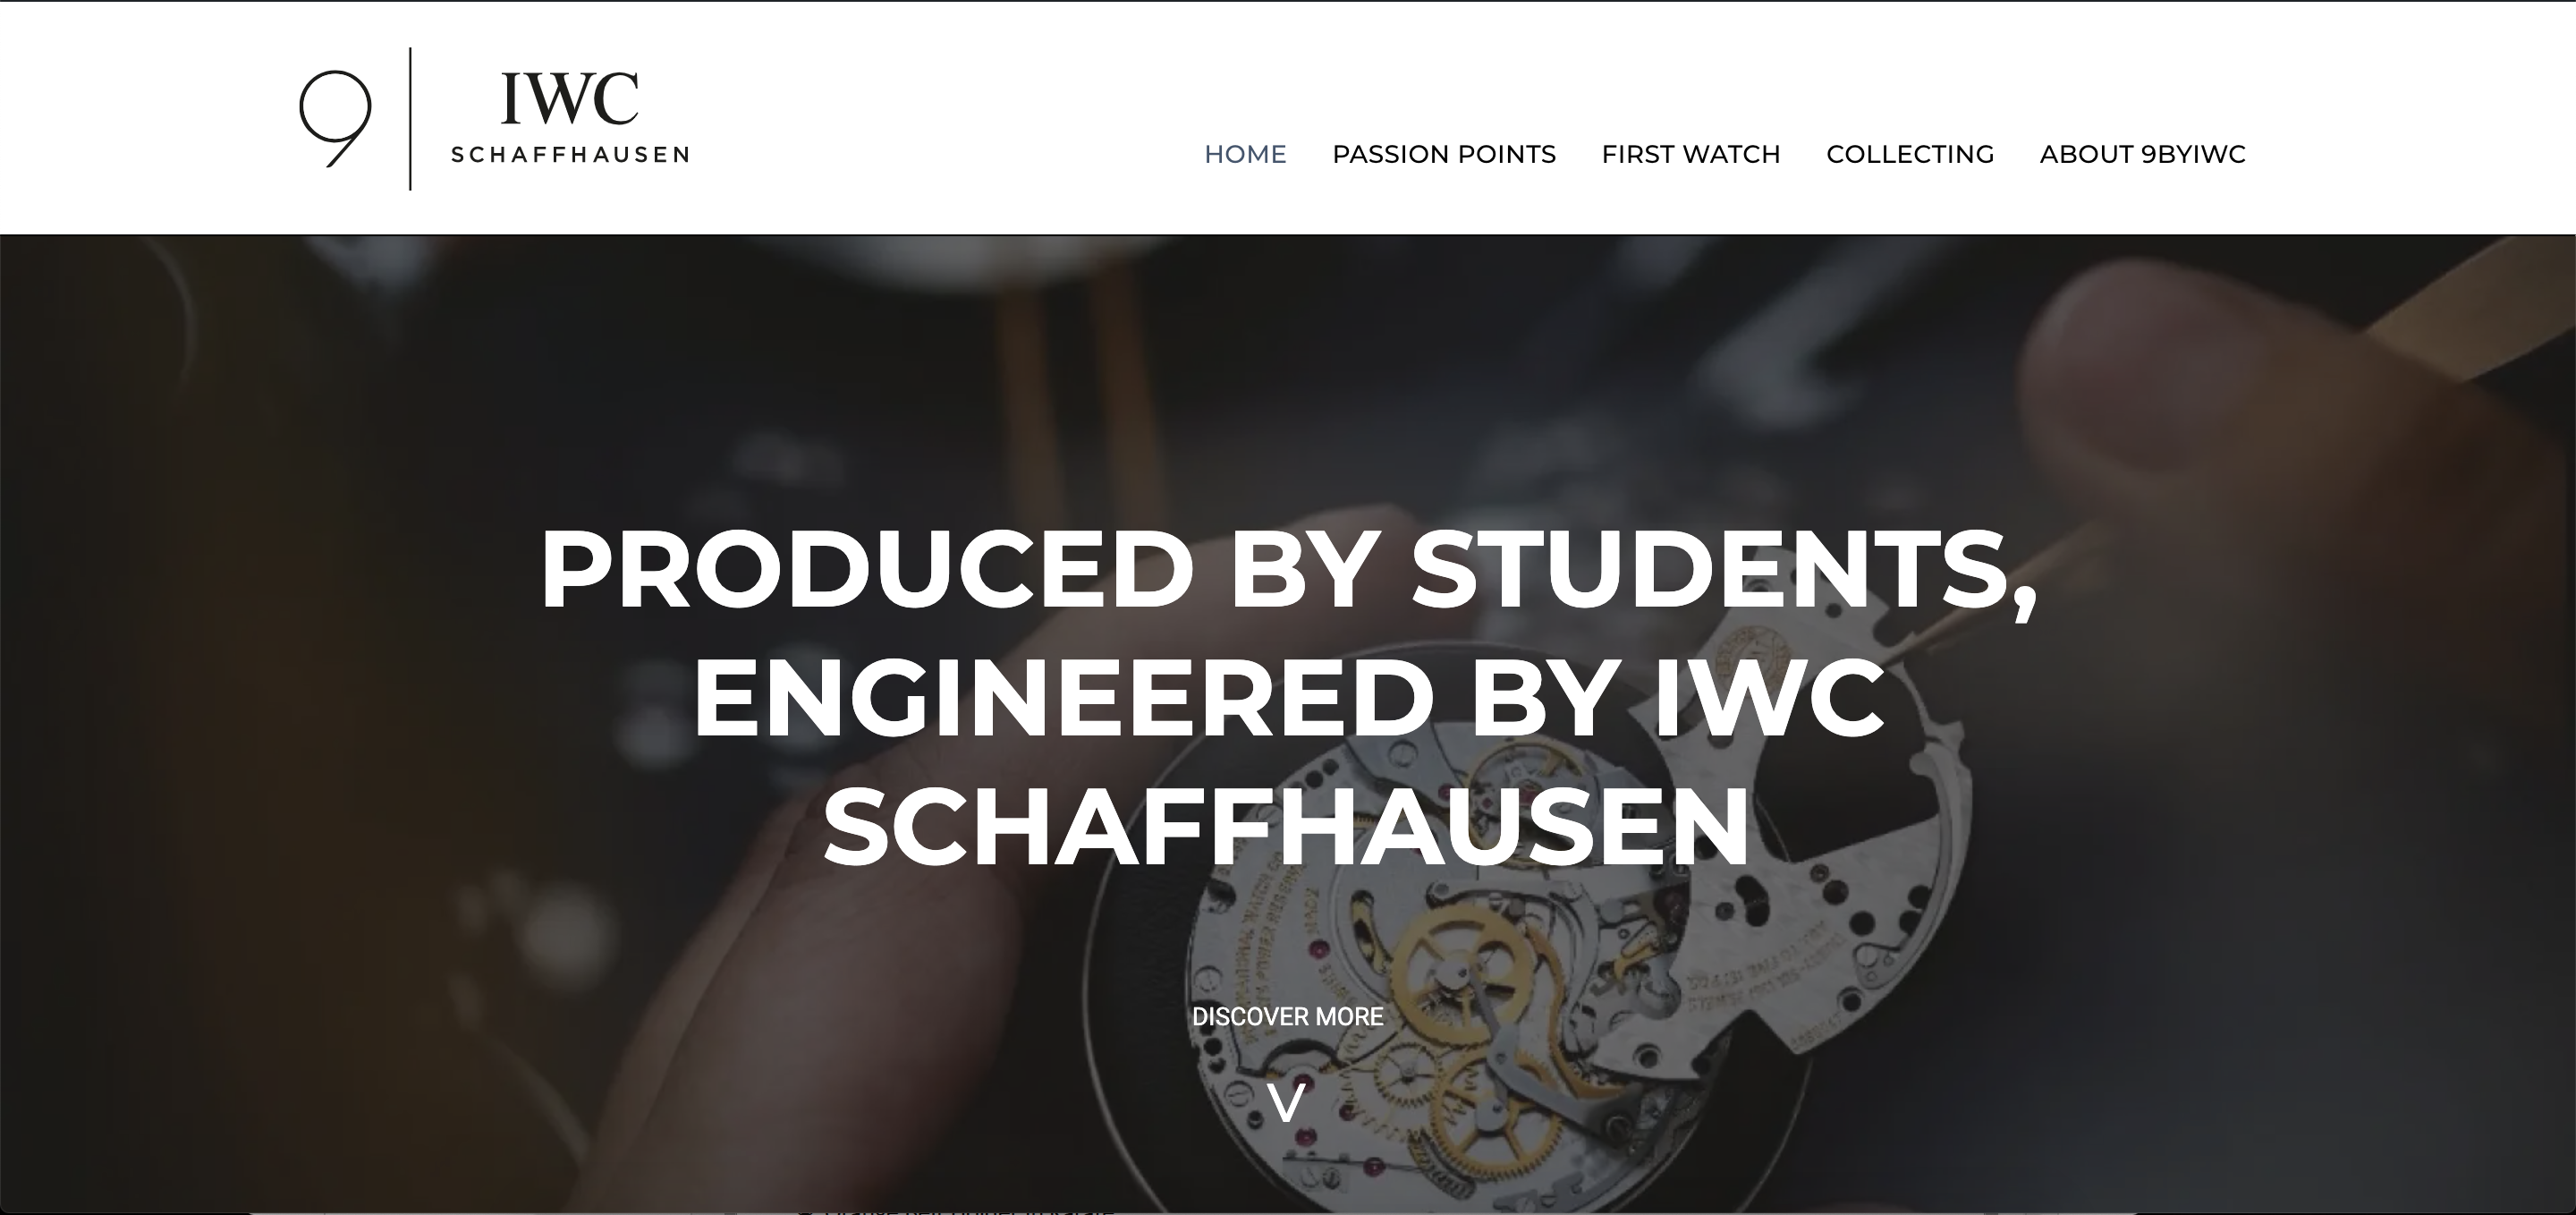 9
IWC
SCHAFFHAUSEN
HOME PASSION POINTS FIRST WATCH COLLECTING ABOUT 9BYIWC
PRODUCED BY STUDENTS,
ENGINEERED BY IWC
SCHAFFHAUSEN
DISCOVER MORE
V